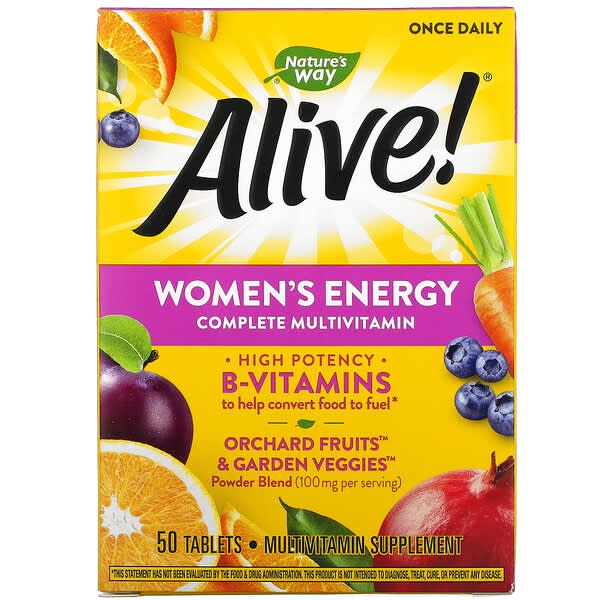 ONCE DAILY
Nature's
Way®
Alive!®
WOMEN'S ENERGY
COMPLETE MULTIVITAMIN
• HIGH POTENCY •
B-VITAMINS
to help convert food to fuel*
ORCHARD FRUITS™
& GARDEN VEGGIES™
Powder Blend (100 mg per serving)
50 TABLETS • MULTIVITAMIN SUPPLEMENT
*THIS STATEMENT HAS NOT BEEN EVALUATED BY THE FOOD & DRUG ADMINISTRATION. THIS PRODUCT IS NOT INTENDED TO DIAGNOSE, TREAT, CURE, OR PREVENT ANY DISEASE.